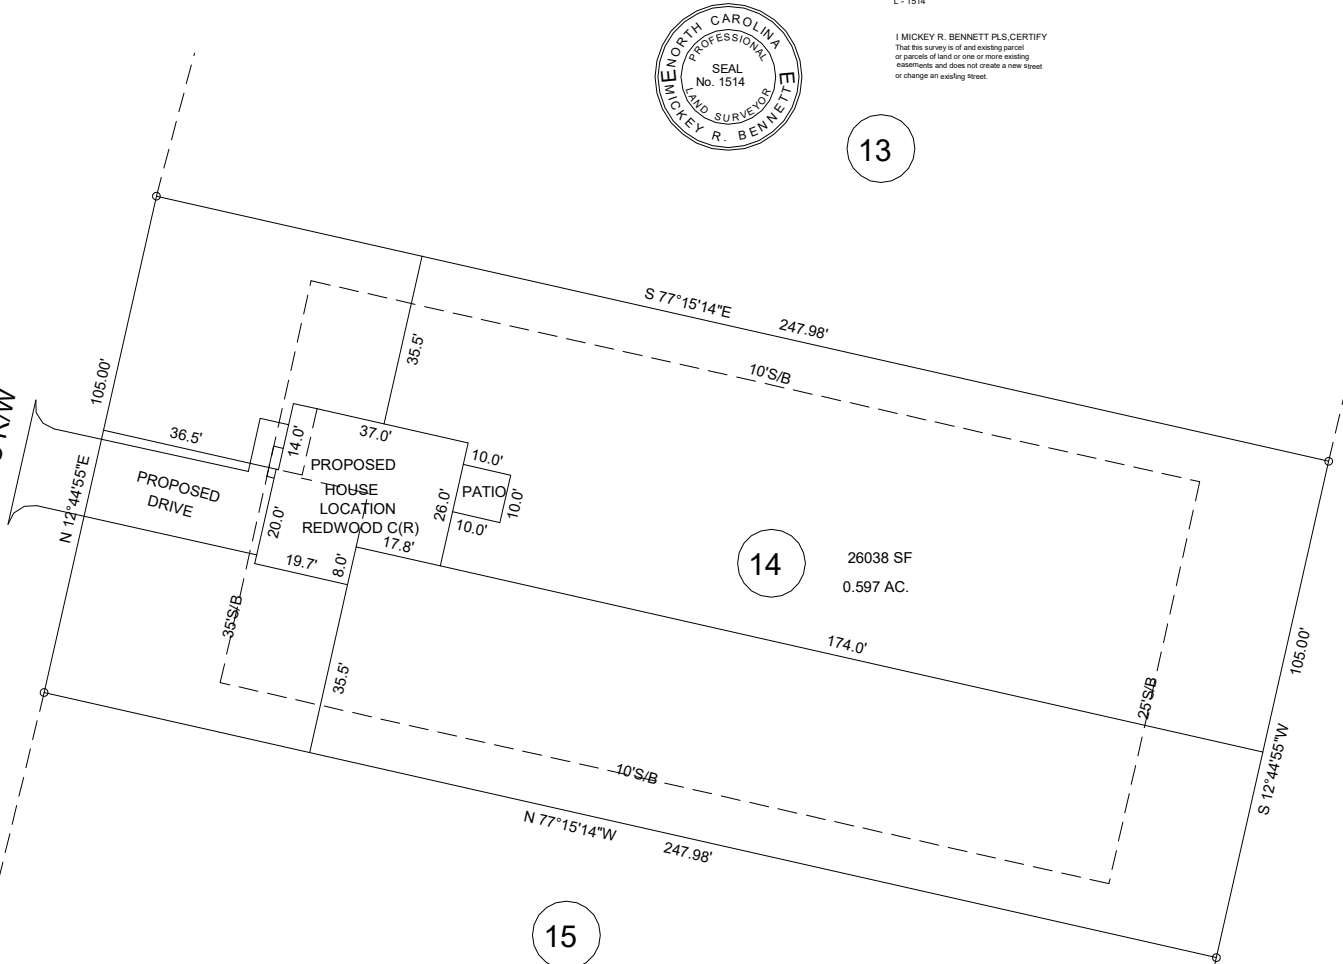 L - 1514
I MICKEY R. BENNETT PLS,CERTIFY
That this survey is of and existing parcel
or parcels of land or one or more existing
easements and does not create a new street
or change an existing street.
NORTH CAROLINA
PROFESSIONAL
SEAL
No. 1514
LAND SURVEYOR
MICKEY R. BENNETT
13
S 77°15'14"E
247.98'
10'S/B
35.5'
105.00'
R/W
36.5'
14.0'
37.0'
PROPOSED
HOUSE
LOCATION
REDWOOD C(R)
10.0'
PATIO
10.0'
10.0'
26.0'
PROPOSED
DRIVE
N 12°44'55"E
20.0'
17.8'
19.7'
8.0'
14
26038 SF
0.597 AC.
35'S/B
35.5'
174.0'
105.00'
25'S/B
S 12°44'55"W
10'S/B
N 77°15'14"W
247.98'
15